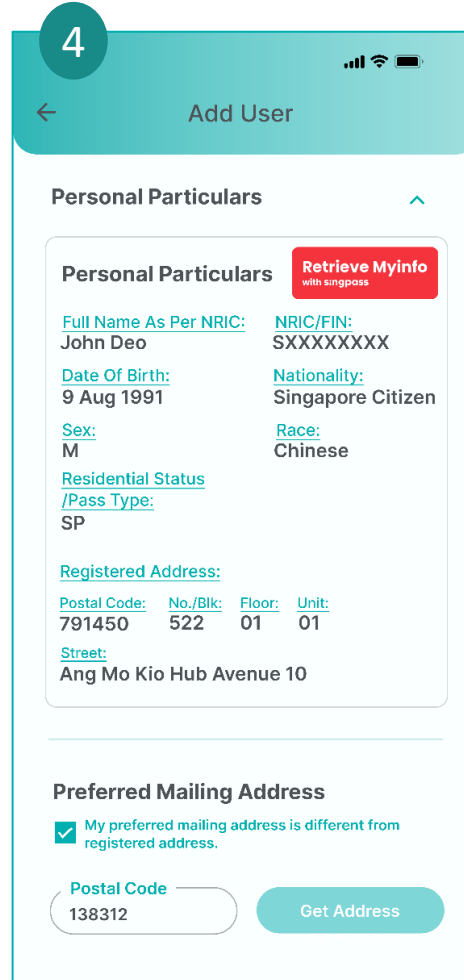 4
Add User
Personal Particulars
Personal Particulars
Retrieve Myinfo
with singpass
Full Name As Per NRIC: NRIC/FIN:
John Deo SXXXXXXXX
Date Of Birth: Nationality:
9 Aug 1991 Singapore Citizen
Sex: Race:
M Chinese
Residential Status
/Pass Type:
SP
Registered Address:
Postal Code: No./Blk: Floor: Unit:
791450 522 01 01
Street:
Ang Mo Kio Hub Avenue 10
Preferred Mailing Address
My preferred mailing address is different from
registered address.
Postal Code
138312 Get Address